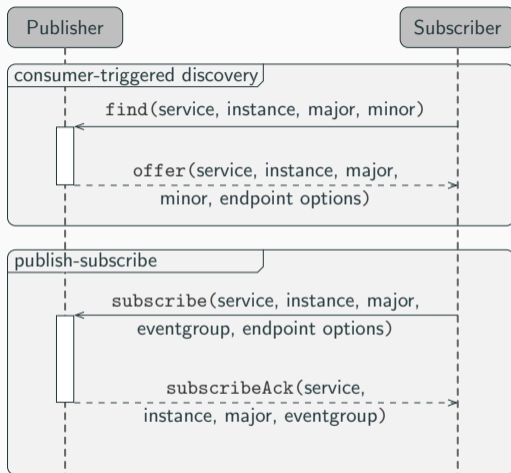 Publisher
Subscriber
consumer-triggered discovery
find(service, instance, major, minor)
offer(service, instance, major,
minor, endpoint options)
publish-subscribe
subscribe(service, instance, major,
eventgroup, endpoint options)
subscribeAck(service,
instance, major, eventgroup)